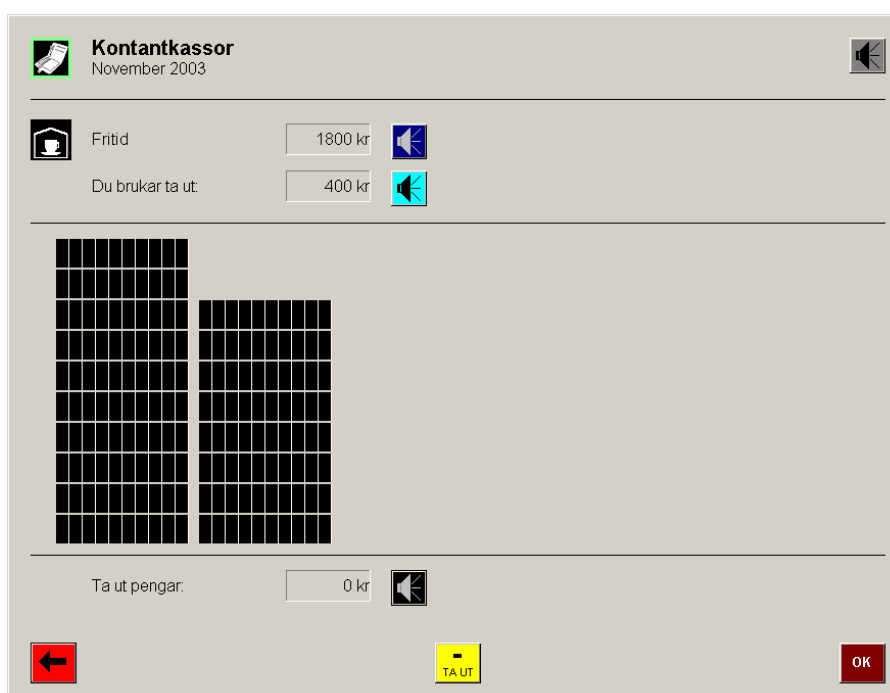 Kontantkassor
November 2003
Fritid 1800 kr
Du brukar ta ut: 400 kr
Ta ut pengar: 0 kr
- TA UT
OK